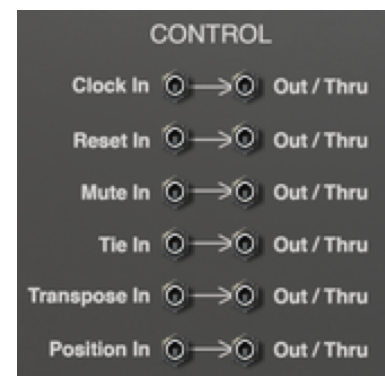 CONTROL
Clock In Out / Thru
Reset In Out / Thru
Mute In Out / Thru
Tie In Out / Thru
Transpose In Out / Thru
Position In Out / Thru